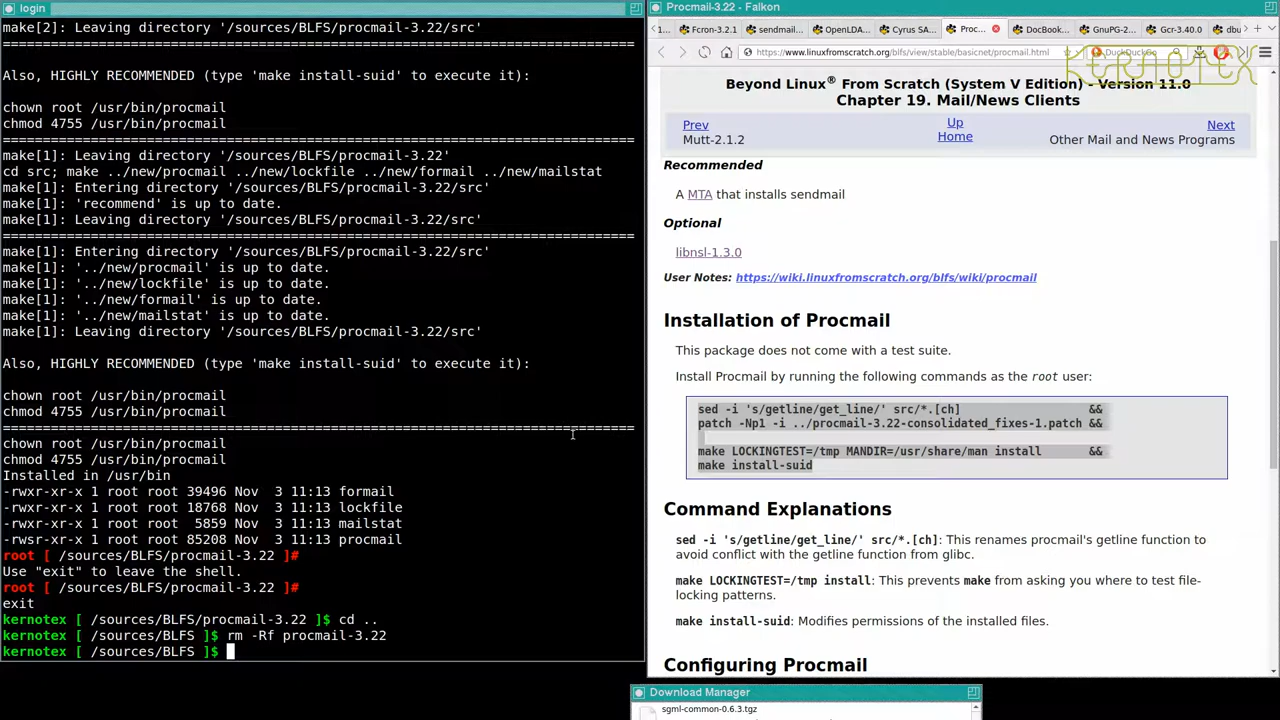 login
make[2]: Leaving directory '/sources/BLFS/procmail-3.22/src'
===============================================================================
Also, HIGHLY RECOMMENDED (type 'make install-suid' to execute it):
chown root /usr/bin/procmail
chmod 4755 /usr/bin/procmail
===============================================================================
make[1]: Leaving directory '/sources/BLFS/procmail-3.22'
cd src; make ../new/procmail ../new/lockfile ../new/formail ../new/mailstat
make[1]: Entering directory '/sources/BLFS/procmail-3.22/src'
make[1]: 'recommend' is up to date.
make[1]: Leaving directory '/sources/BLFS/procmail-3.22/src'
===============================================================================
make[1]: Entering directory '/sources/BLFS/procmail-3.22/src'
make[1]: '../new/procmail' is up to date.
make[1]: '../new/lockfile' is up to date.
make[1]: '../new/formail' is up to date.
make[1]: '../new/mailstat' is up to date.
make[1]: Leaving directory '/sources/BLFS/procmail-3.22/src'
Also, HIGHLY RECOMMENDED (type 'make install-suid' to execute it):
chown root /usr/bin/procmail
chmod 4755 /usr/bin/procmail
===============================================================================
chown root /usr/bin/procmail
chmod 4755 /usr/bin/procmail
Installed in /usr/bin
-rwxr-xr-x 1 root root 39496 Nov  3 11:13 formail
-rwxr-xr-x 1 root root 18768 Nov  3 11:13 lockfile
-rwxr-xr-x 1 root root  5859 Nov  3 11:13 mailstat
-rwsr-xr-x 1 root root 85208 Nov  3 11:13 procmail
root [ /sources/BLFS/procmail-3.22 ]#
Use "exit" to leave the shell.
root [ /sources/BLFS/procmail-3.22 ]#
exit
kernotex [ /sources/BLFS/procmail-3.22 ]$ cd ..
kernotex [ /sources/BLFS ]$ rm -Rf procmail-3.22
kernotex [ /sources/BLFS ]$
Procmail-3.22 - Falkon
1... Fcron-3.2.1 sendmail... OpenLDA... Cyrus SA... Proc... DocBook... GnuPG-2... Gcr-3.40.0 dbu
https://www.linuxfromscratch.org/blfs/view/stable/basicnet/procmail.html DuckDuckGo
KERNOTEX
Beyond Linux® From Scratch (System V Edition) - Version 11.0
Chapter 19. Mail/News Clients
Prev Up Next
Mutt-2.1.2 Home Other Mail and News Programs
Recommended
A MTA that installs sendmail
Optional
libnsl-1.3.0
User Notes: https://wiki.linuxfromscratch.org/blfs/wiki/procmail
Installation of Procmail
This package does not come with a test suite.
Install Procmail by running the following commands as the root user:
sed -i 's/getline/get_line/' src/*.[ch] &&
patch -Np1 -i ../procmail-3.22-consolidated_fixes-1.patch &&
make LOCKINGTEST=/tmp MANDIR=/usr/share/man install &&
make install-suid
Command Explanations
sed -i 's/getline/get_line/' src/*.[ch]: This renames procmail's getline function to
avoid conflict with the getline function from glibc.
make LOCKINGTEST=/tmp install: This prevents make from asking you where to test file-
locking patterns.
make install-suid: Modifies permissions of the installed files.
Configuring Procmail
Download Manager
sgml-common-0.6.3.tgz